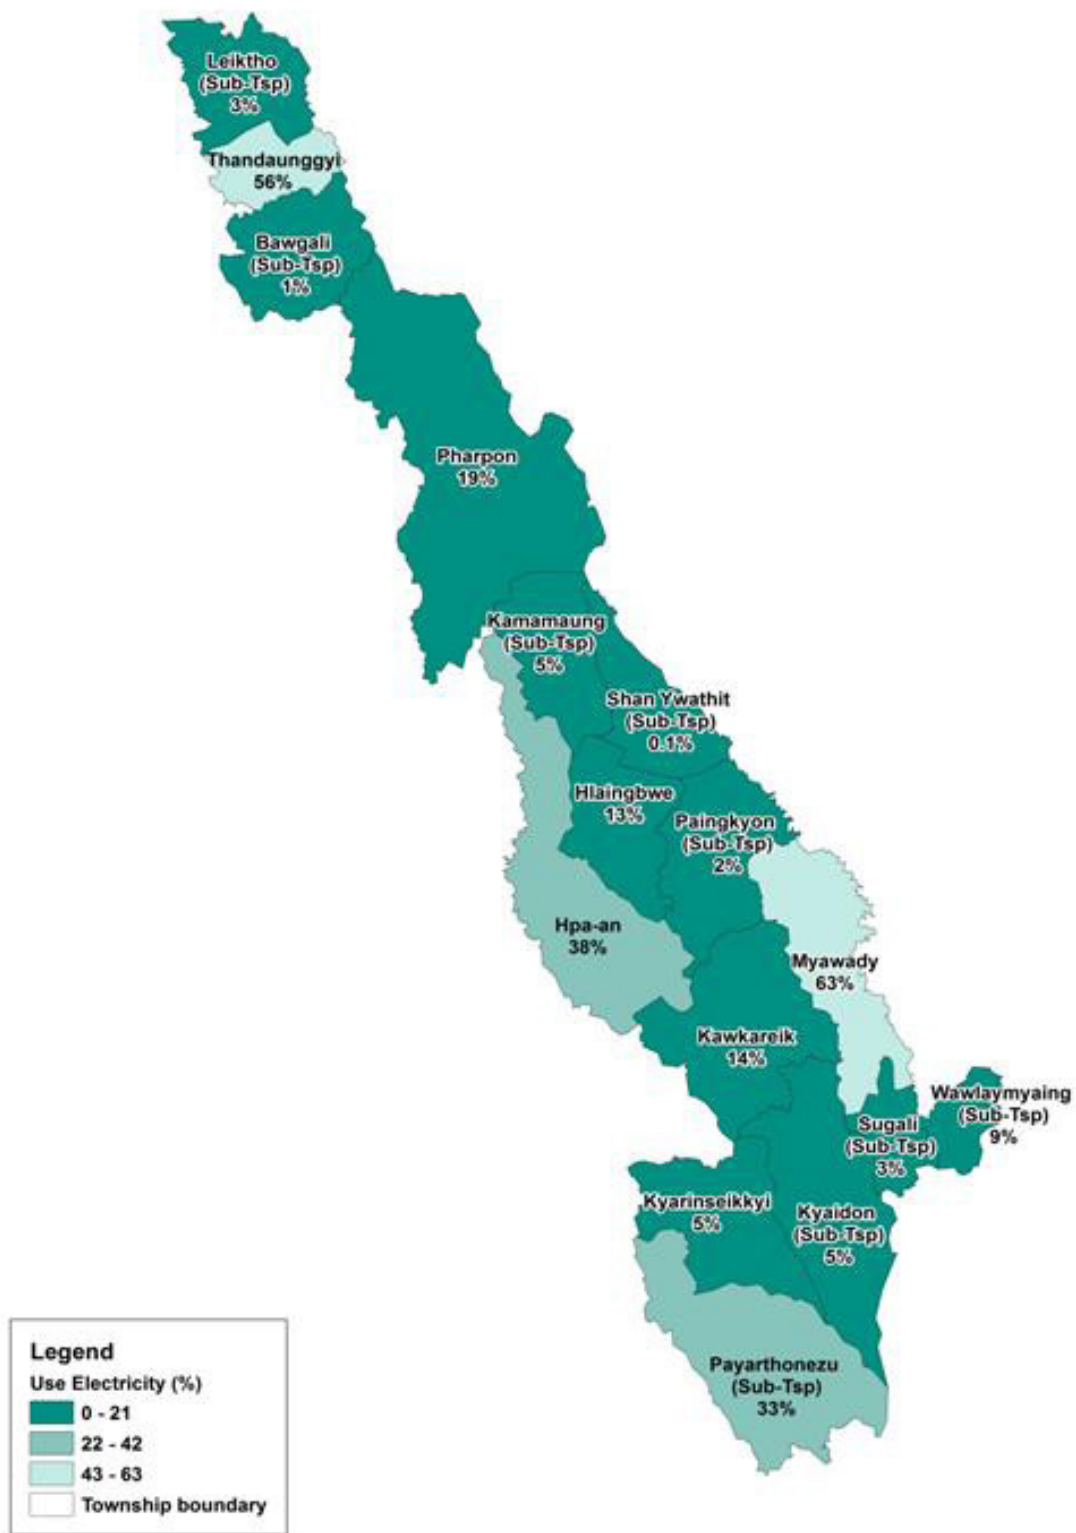 Leiktho
(Sub-Tsp)
3%
Thandaunggyi
56%
Bawgali
(Sub-Tsp)
1%
Pharpon
19%
Kamamaung
(Sub-Tsp)
5%
Shan Ywathit
(Sub-Tsp)
0.1%
Hlaingbwe
13%
Paingkyon
(Sub-Tsp)
2%
Hpa-an
38%
Myawady
63%
Kawkareik
14%
Wawlaymyaing
(Sub-Tsp)
9%
Sugali
(Sub-Tsp)
3%
Kyarinseikkyi
5%
Kyaidon
(Sub-Tsp)
5%
Payarthonezu
(Sub-Tsp)
33%
Legend
Use Electricity (%)
0 - 21
22 - 42
43 - 63
Township boundary